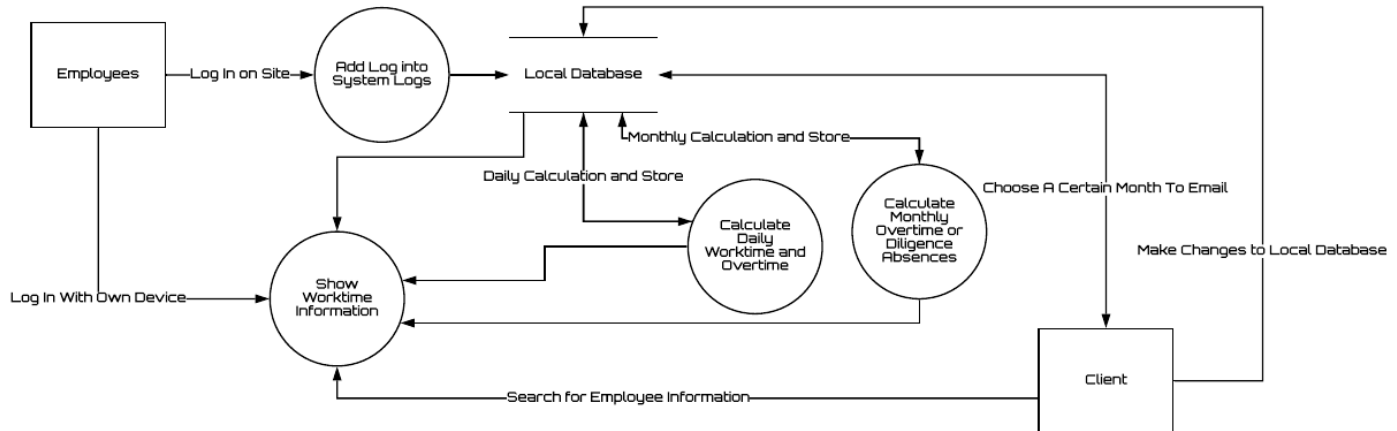 Employees
Log In on Site
Add Log into
System Logs
Local Database
Monthly Calculation and Store
Daily Calculation and Store
Choose A Certain Month To Email
Calculate
Monthly
Overtime or
Diligence
Absences
Calculate
Daily
Worktime and
Overtime
Make Changes to Local Database
Show
Worktime
Information
Log In With Own Device
Client
Search for Employee Information